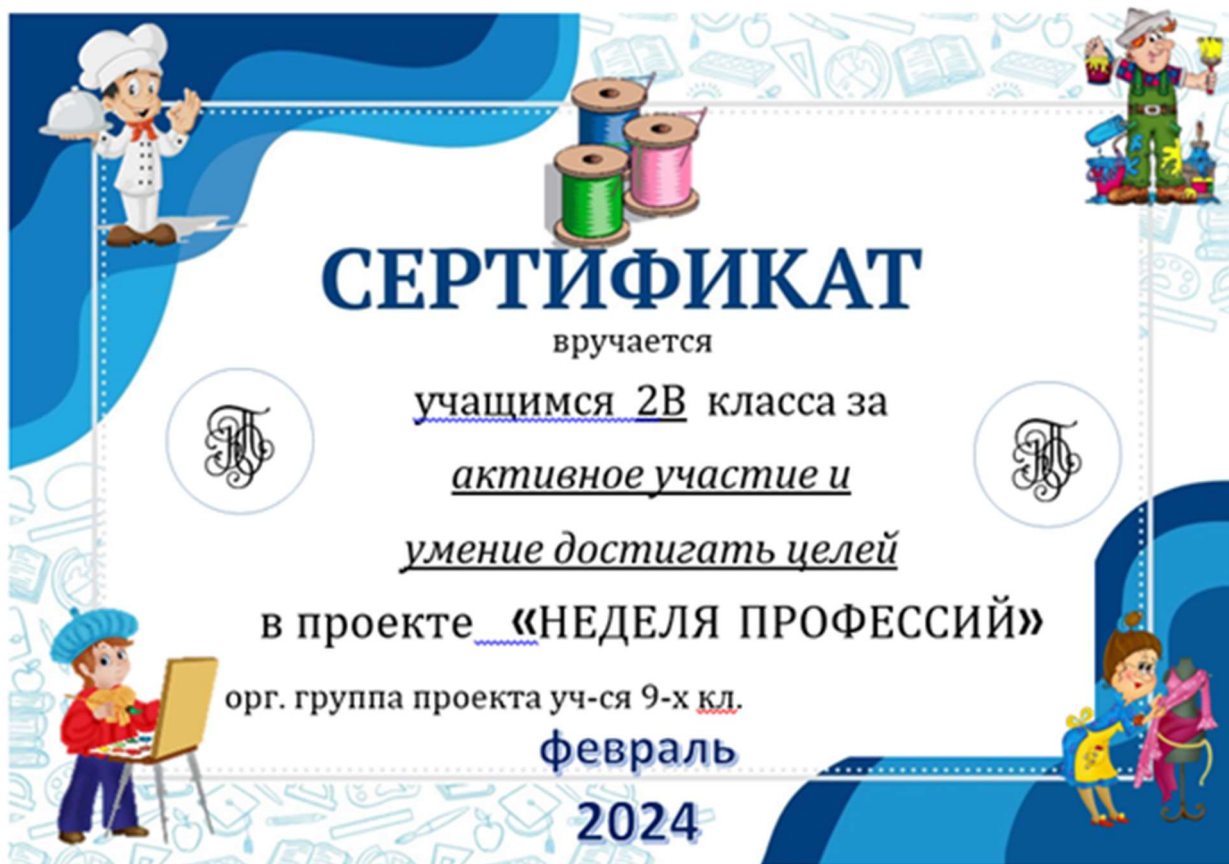 СЕРТИФИКАТ
вручается
учащимся 2В класса за
активное участие и
умение достигать целей
в проекте «НЕДЕЛЯ ПРОФЕССИЙ»
орг. группа проекта уч-ся 9-х кл.
февраль
2024